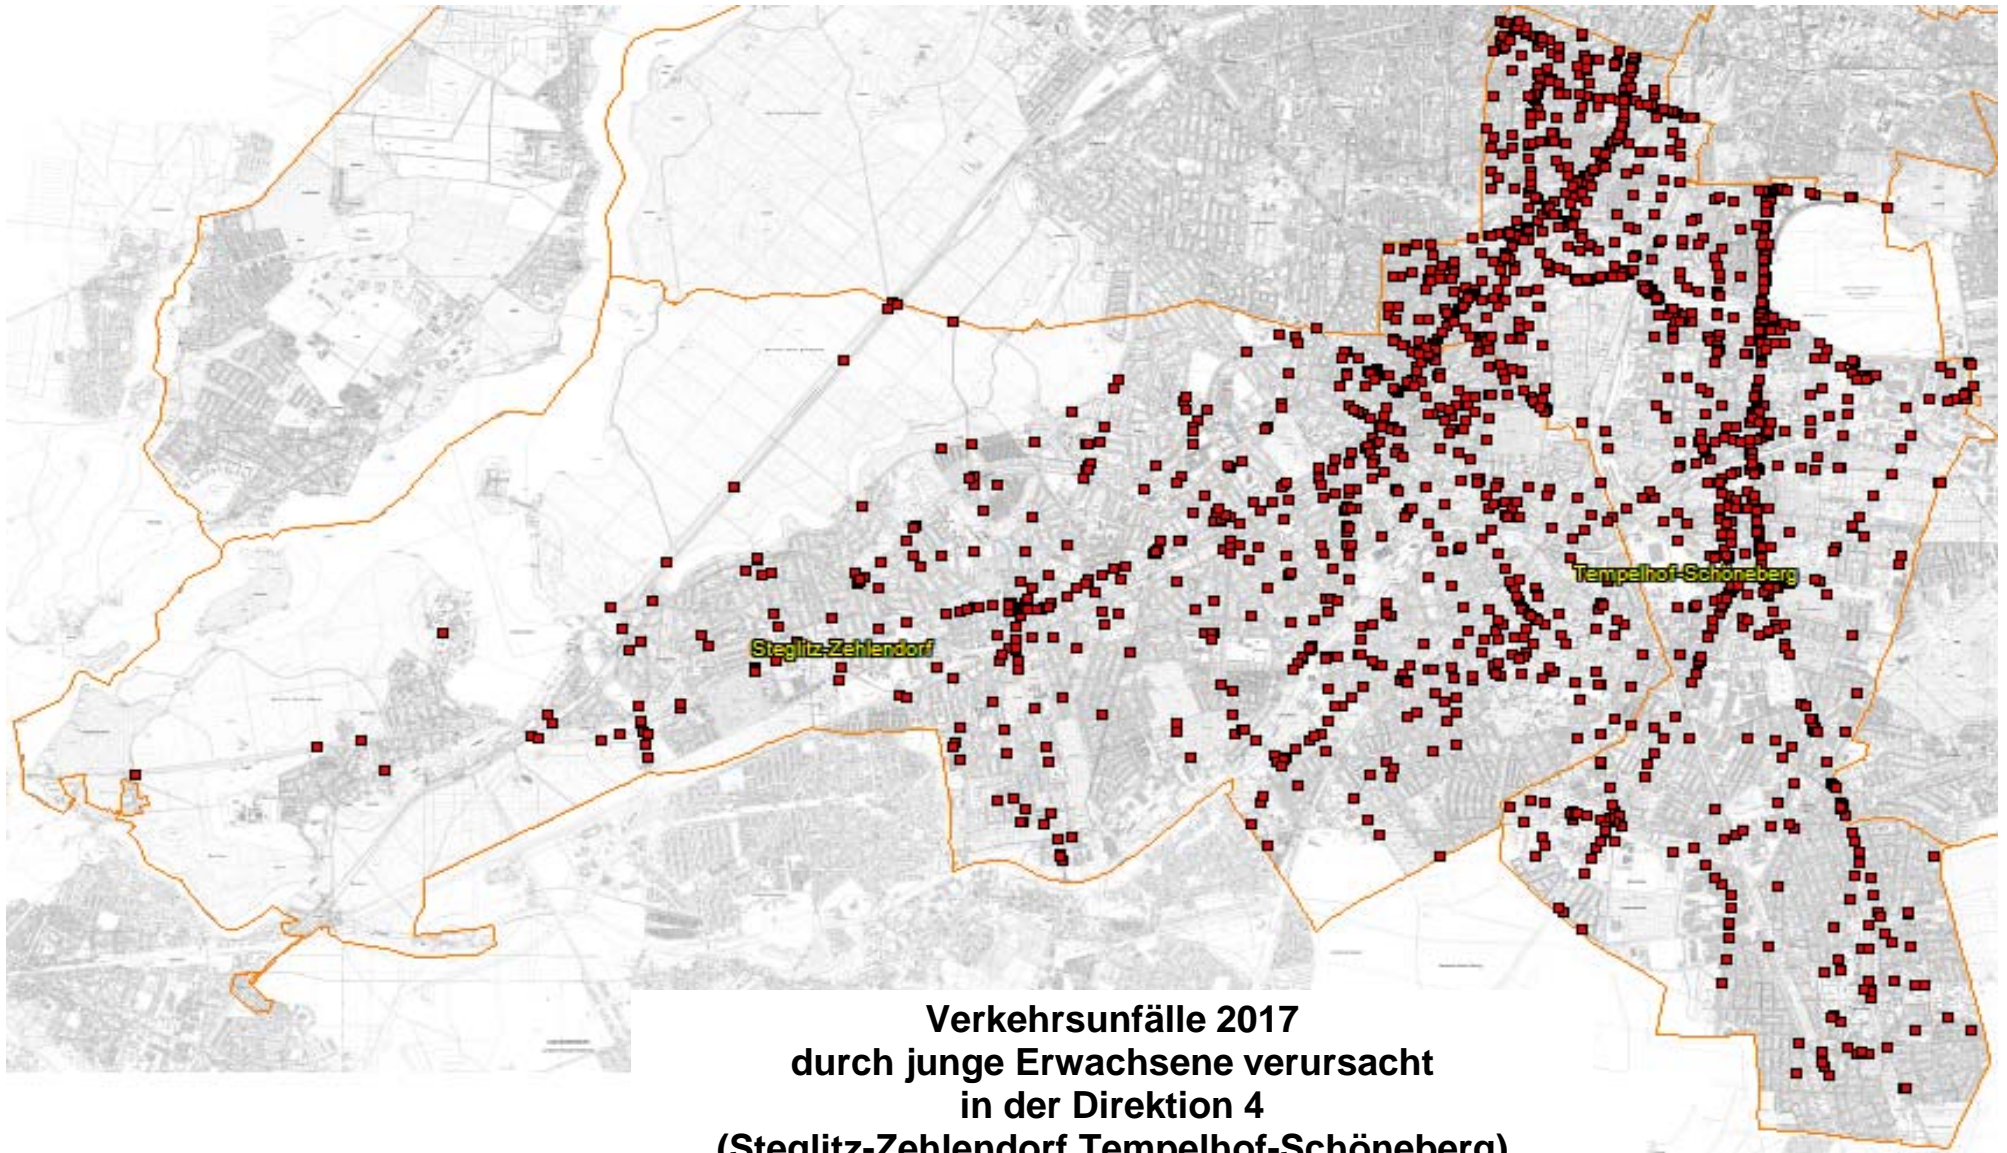 Tempelhof-Schöneberg
Steglitz-Zehlendorf
Verkehrsunfälle 2017
durch junge Erwachsene verursacht
in der Direktion 4
(Steglitz-Zehlendorf Tempelhof-Schöneberg)